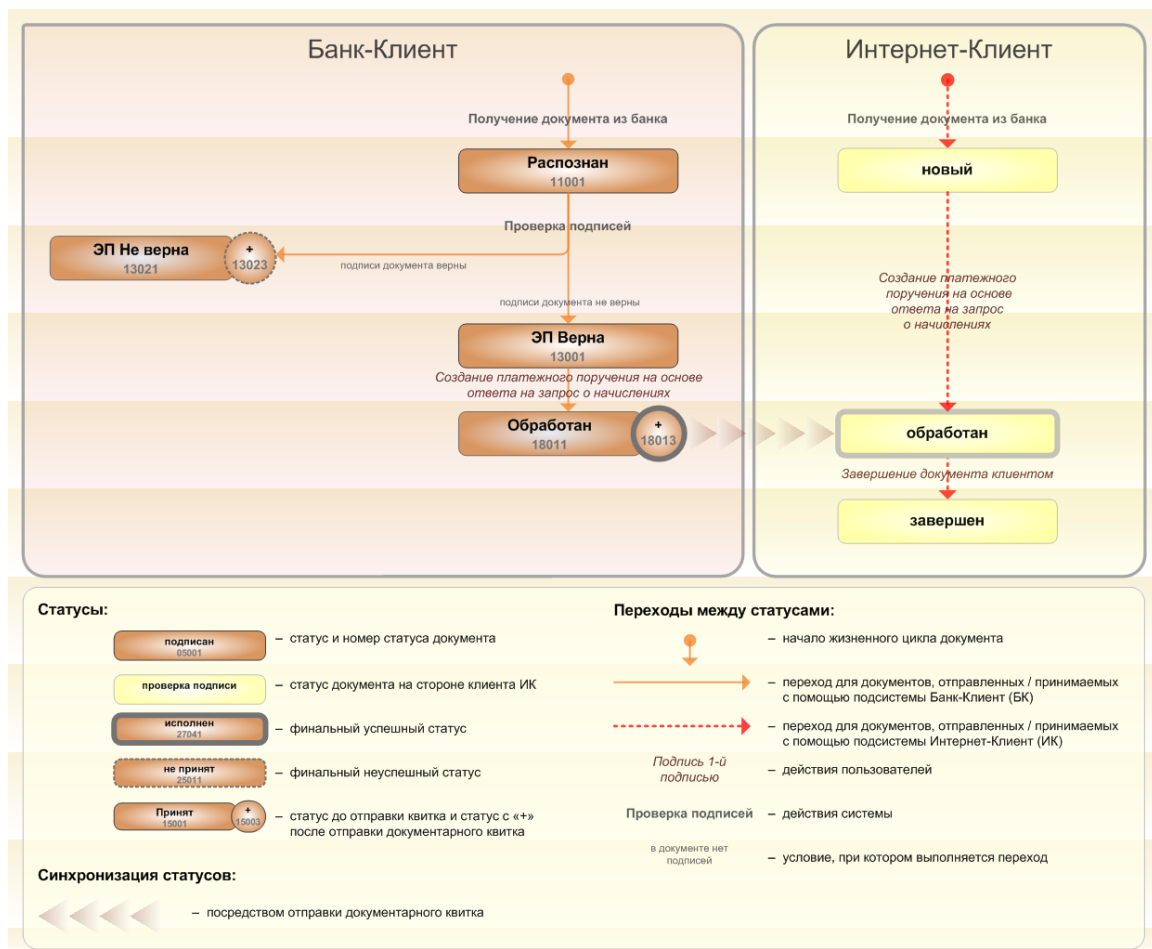 Банк-Клиент
Интернет-Клиент
Получение документа из банка
Получение документа из банка
Распознан
11001
новый
Проверка подписей
ЭП Не верна
13021
+
13023
подписи документа верны
Создание платежного
поручения на основе
ответа на запрос
о начислениях
подписи документа не верны
ЭП Верна
13001
Создание платежного поручения на основе
ответа на запрос о начислениях
Обработан
18011
+
18013
обработан
Завершение документа клиентом
завершен
Статусы:
подписан
05001
– статус и номер статуса документа
проверка подписи
– статус документа на стороне клиента ИК
исполнен
27041
– финальный успешный статус
не принят
25011
– финальный неуспешный статус
Принят
15001
+
15003
– статус до отправки квитка и статус с «+»
после отправки документарного квитка
Синхронизация статусов:
– посредством отправки документарного квитка
Переходы между статусами:
– начало жизненного цикла документа
– переход для документов, отправленных / принимаемых
с помощью подсистемы Банк-Клиент (БК)
– переход для документов, отправленных / принимаемых
с помощью подсистемы Интернет-Клиент (ИК)
Подпись 1-й
подписью
– действия пользователей
Проверка подписей
– действия системы
в документе нет
подписей
– условие, при котором выполняется переход